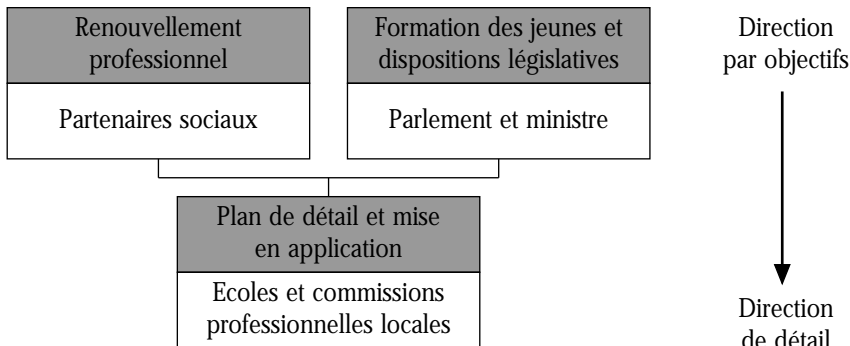 Renouvellement
professionnel
Partenaires sociaux
Formation des jeunes et
dispositions législatives
Parlement et ministre
Direction
par objectifs
Plan de détail et mise
en application
Ecoles et commissions
professionnelles locales
Direction
de détail